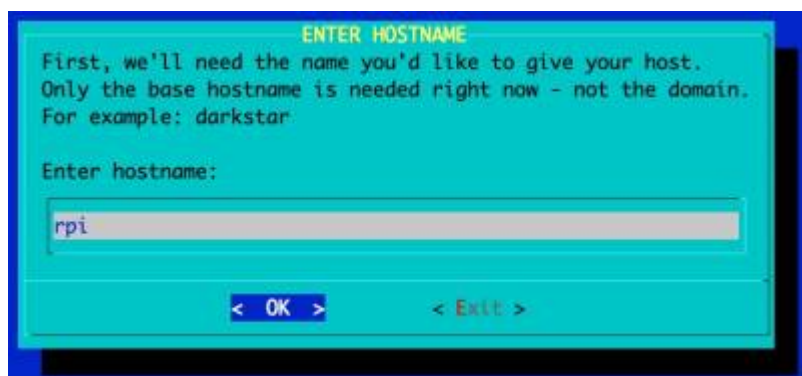 ENTER HOSTNAME
First, we'll need the name you'd like to give your host.
Only the base hostname is needed right now - not the domain.
For example: darkstar
Enter hostname:
rpi
< OK > < Exit >